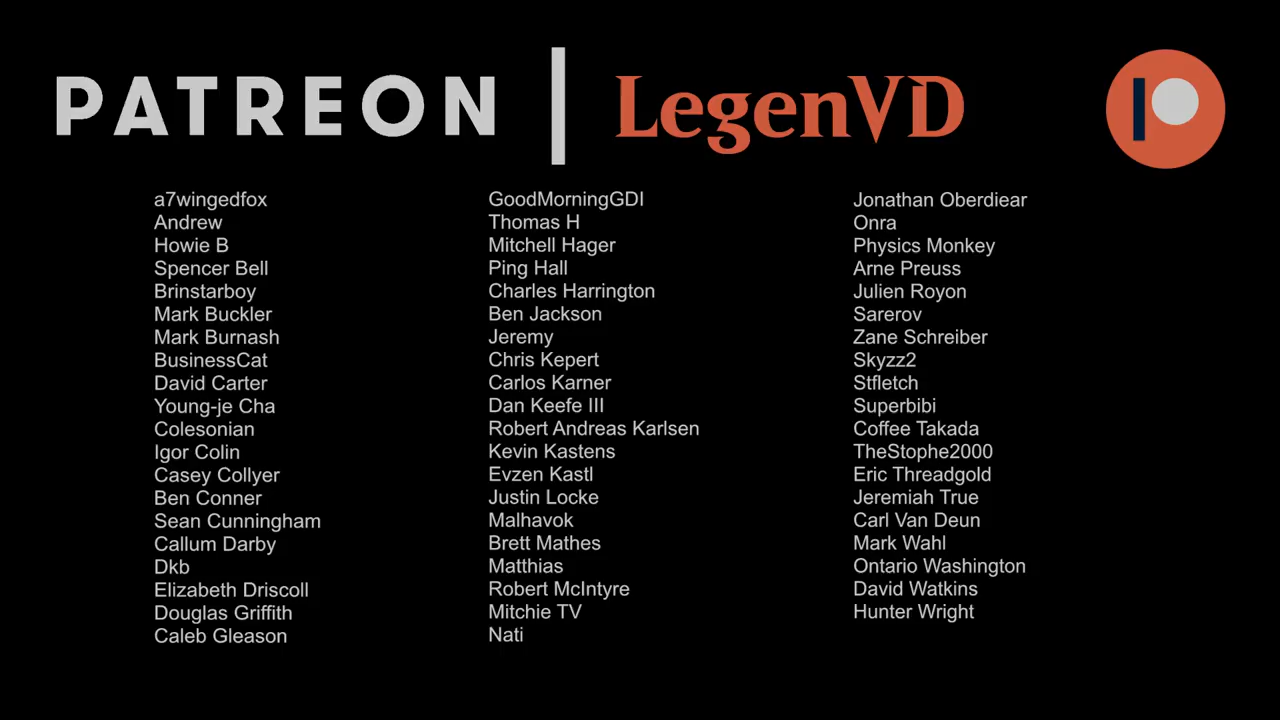 PATREON | LegenVD
a7wingedfox
Andrew
Howie B
Spencer Bell
Brinstarboy
Mark Buckler
Mark Burnash
BusinessCat
David Carter
Young-je Cha
Colesonian
Igor Colin
Casey Collyer
Ben Conner
Sean Cunningham
Callum Darby
Dkb
Elizabeth Driscoll
Douglas Griffith
Caleb Gleason
GoodMorningGDI
Thomas H
Mitchell Hager
Ping Hall
Charles Harrington
Ben Jackson
Jeremy
Chris Kepert
Carlos Karner
Dan Keefe III
Robert Andreas Karlsen
Kevin Kastens
Evzen Kastl
Justin Locke
Malhavok
Brett Mathes
Matthias
Robert McIntyre
Mitchie TV
Nati
Jonathan Oberdiear
Onra
Physics Monkey
Arne Preuss
Julien Royon
Sarerov
Zane Schreiber
Skyzz2
Stfletch
Superbibi
Coffee Takada
TheStophe2000
Eric Threadgold
Jeremiah True
Carl Van Deun
Mark Wahl
Ontario Washington
David Watkins
Hunter Wright